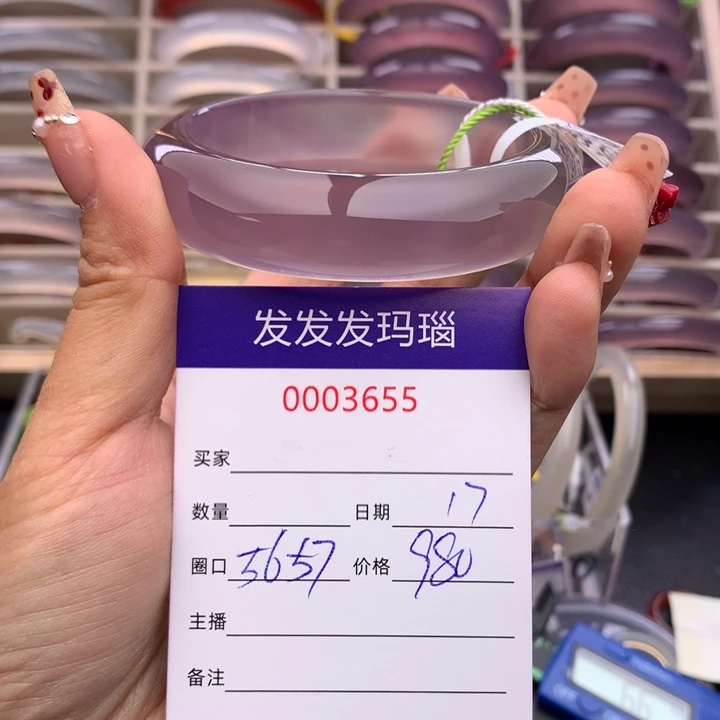 发发发玛瑙
0003655
买家
数量 日期 17
圈口 5657 价格 980
主播
备注